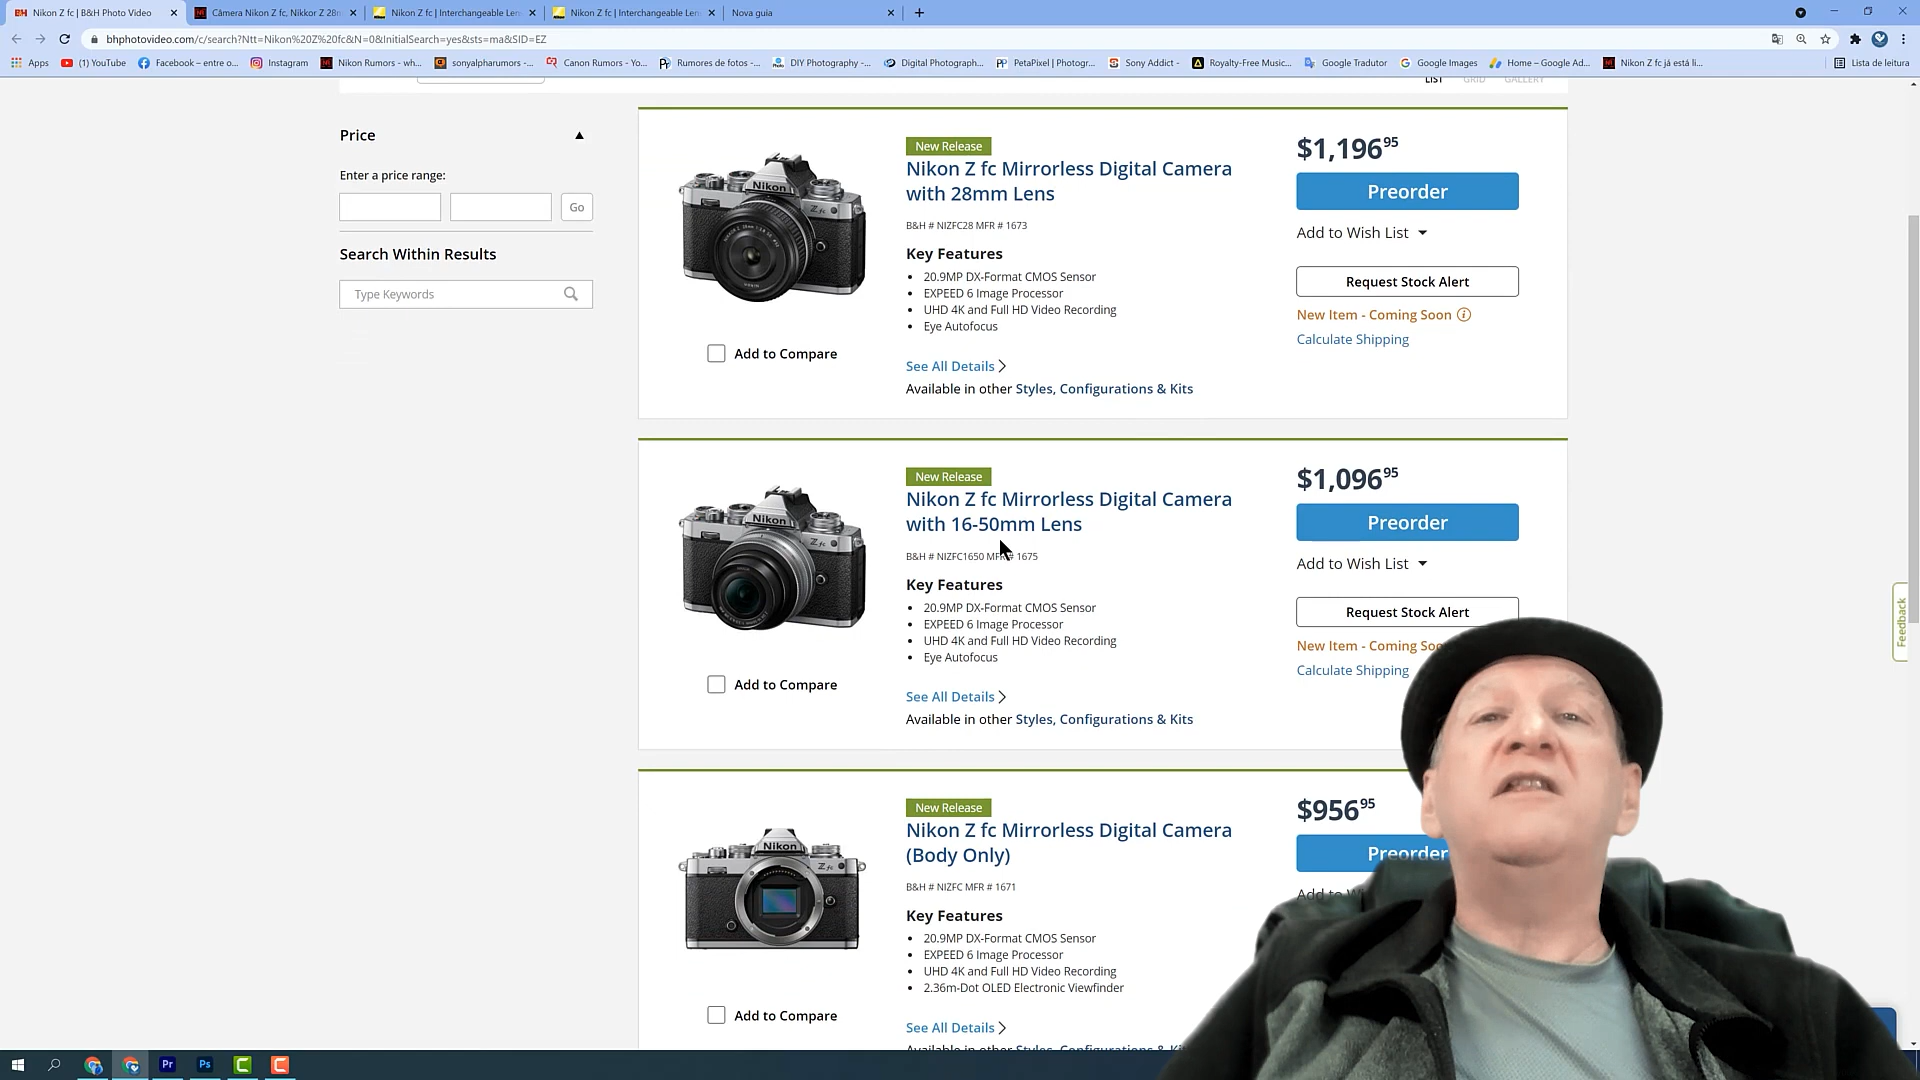 Nikon Z fc | B&H Photo Video
Câmera Nikon Z fc, Nikkor Z 28m
Nikon Z fc | Interchangeable Len
Nikon Z fc | Interchangeable Len
Nova guia
bhphotovideo.com/c/search?Ntt=Nikon%20Z%20fc&N=0&InitialSearch=yes&sts=ma&SID=EZ
Apps
(1) YouTube
Facebook – entre o...
Instagram
Nikon Rumors - wh...
sonyalpharumors -...
Canon Rumors - Yo...
Rumores de fotos -...
DIY Photography -...
Digital Photograph...
PetaPixel | Photogr...
Sony Addict -
Royalty-Free Music...
Google Tradutor
Google Images
Home – Google Ad...
Nikon Z fc já está li...
Lista de leitura
LIST GRID GALLERY
Price
Enter a price range:
Go
Search Within Results
Type Keywords
New Release
Nikon Z fc Mirrorless Digital Camera
with 28mm Lens
B&H # NIZFC28 MFR # 1673
Key Features
20.9MP DX-Format CMOS Sensor
EXPEED 6 Image Processor
UHD 4K and Full HD Video Recording
Eye Autofocus
See All Details
Available in other Styles, Configurations & Kits
Nikon
Add to Compare
$1,196 95
Preorder
Add to Wish List
Request Stock Alert
New Item - Coming Soon
Calculate Shipping
New Release
Nikon Z fc Mirrorless Digital Camera
with 16-50mm Lens
B&H # NIZFC1650 MFR # 1675
Key Features
20.9MP DX-Format CMOS Sensor
EXPEED 6 Image Processor
UHD 4K and Full HD Video Recording
Eye Autofocus
See All Details
Available in other Styles, Configurations & Kits
Nikon
Add to Compare
$1,096 95
Preorder
Add to Wish List
Request Stock Alert
New Item - Coming Soo
Calculate Shipping
Feedback
New Release
Nikon Z fc Mirrorless Digital Camera
(Body Only)
B&H # NIZFC MFR # 1671
Key Features
20.9MP DX-Format CMOS Sensor
EXPEED 6 Image Processor
UHD 4K and Full HD Video Recording
2.36m-Dot OLED Electronic Viewfinder
See All Details
Available in other Styles, Configurations & Ki
Nikon
Add to Compare
$956 95
Preorder
Add to Wi
Pr
Ps